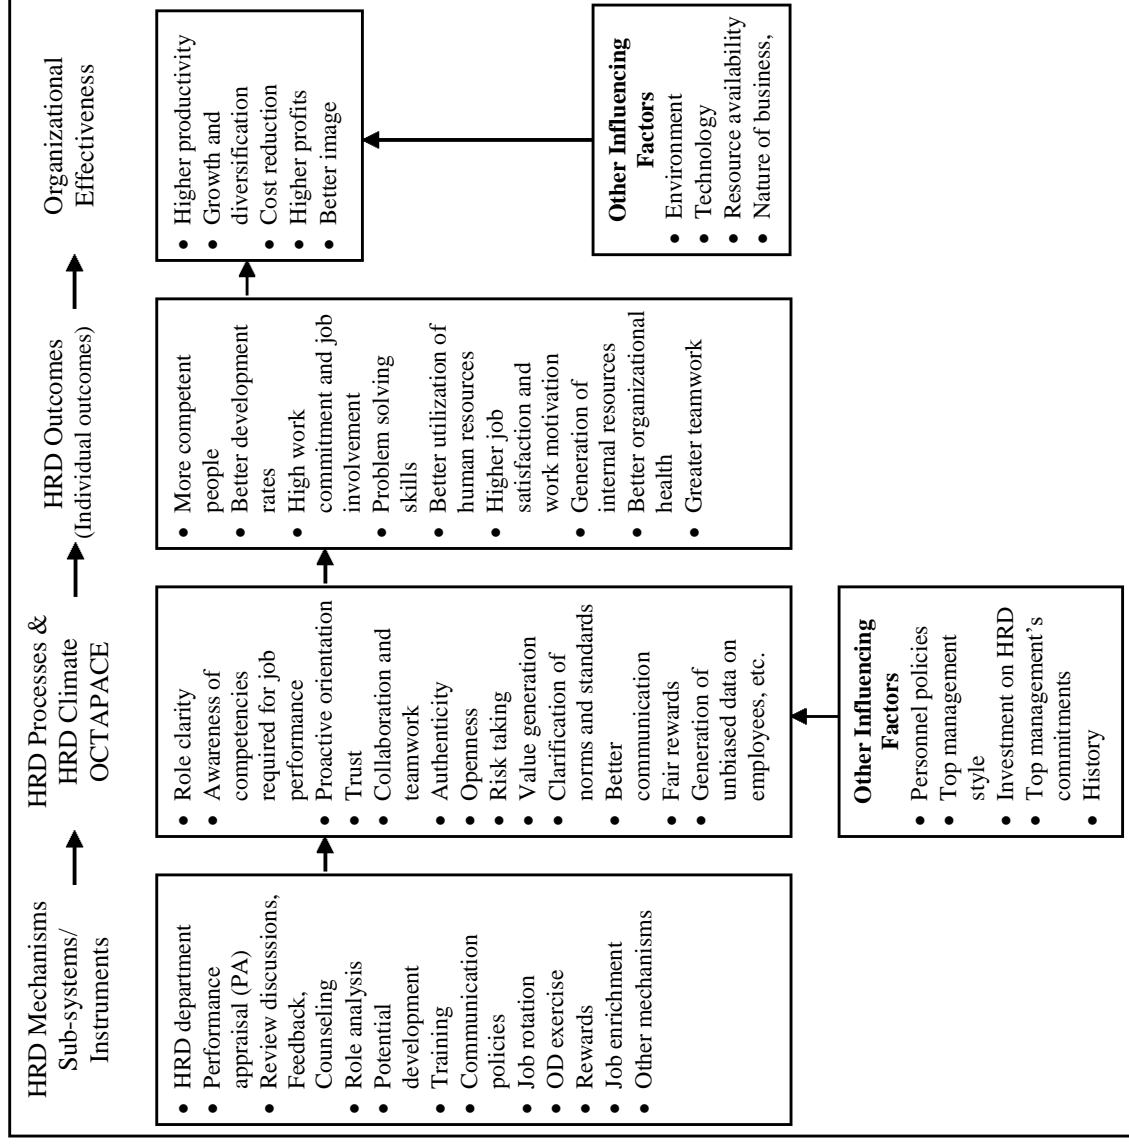 HRD Mechanisms
Sub-systems/
Instruments
HRD Processes &
HRD Climate
OCTAPACE
HRD Outcomes
(Individual outcomes)
Organizational
Effectiveness
• HRD department
• Performance
appraisal (PA)
• Review discussions,
Feedback,
Counseling
• Role analysis
• Potential
development
• Training
• Communication
policies
• Job rotation
• OD exercise
• Rewards
• Job enrichment
• Other mechanisms
• Role clarity
• Awareness of
competencies
required for job
performance
• Proactive orientation
• Trust
• Collaboration and
teamwork
• Authenticity
• Openness
• Risk taking
• Value generation
• Clarification of
norms and standards
• Better
communication
• Fair rewards
• Generation of
unbiased data on
employees, etc.
• More competent
people
• Better development
rates
• High work
commitment and job
involvement
• Problem solving
skills
• Better utilization of
human resources
• Higher job
satisfaction and
work motivation
• Generation of
internal resources
• Better organizational
health
• Greater teamwork
• Higher productivity
• Growth and
diversification
• Cost reduction
• Higher profits
• Better image
Other Influencing
Factors
• Personnel policies
• Top management
style
• Investment on HRD
• Top management's
commitments
• History
Other Influencing
Factors
• Environment
• Technology
• Resource availability
• Nature of business,